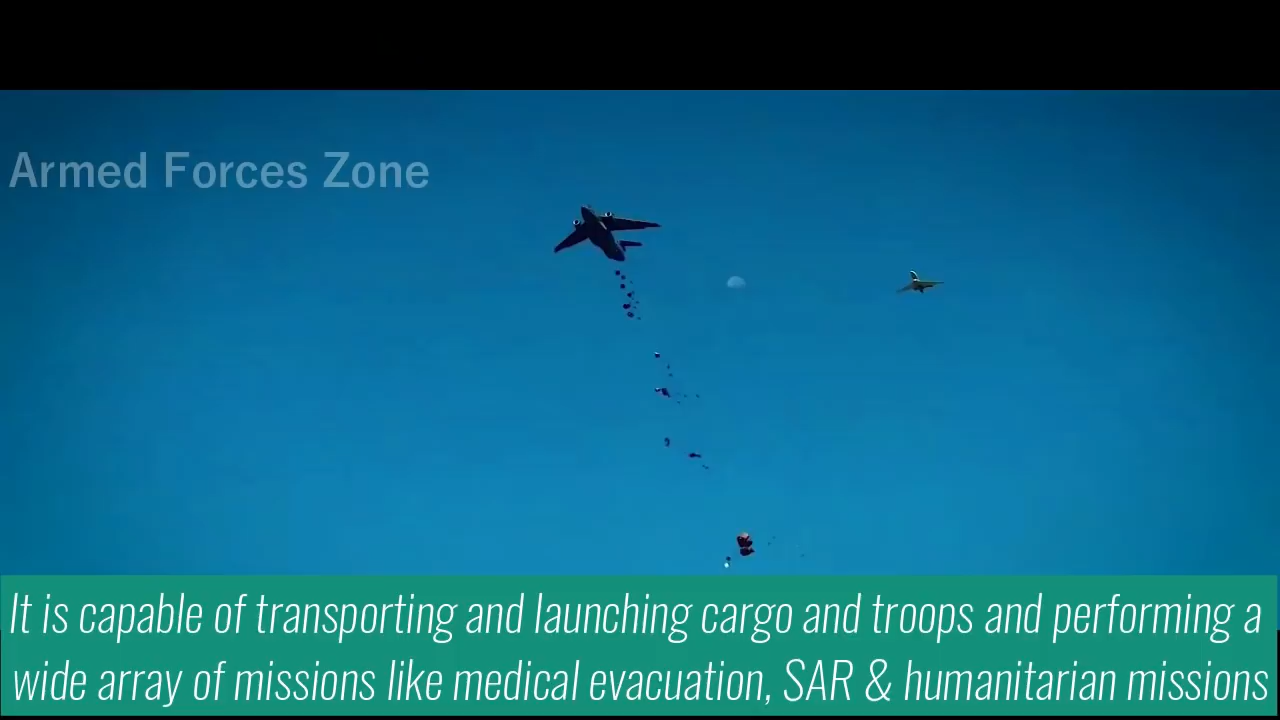 Armed Forces Zone
It is capable of transporting and launching cargo and troops and performing a
wide array of missions like medical evacuation, SAR & humanitarian missions